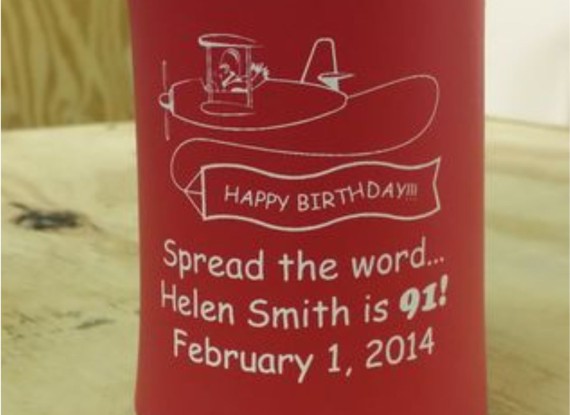 HAPPY BIRTHDAY!!!
Spread the word...
Helen Smith is 91!
February 1, 2014